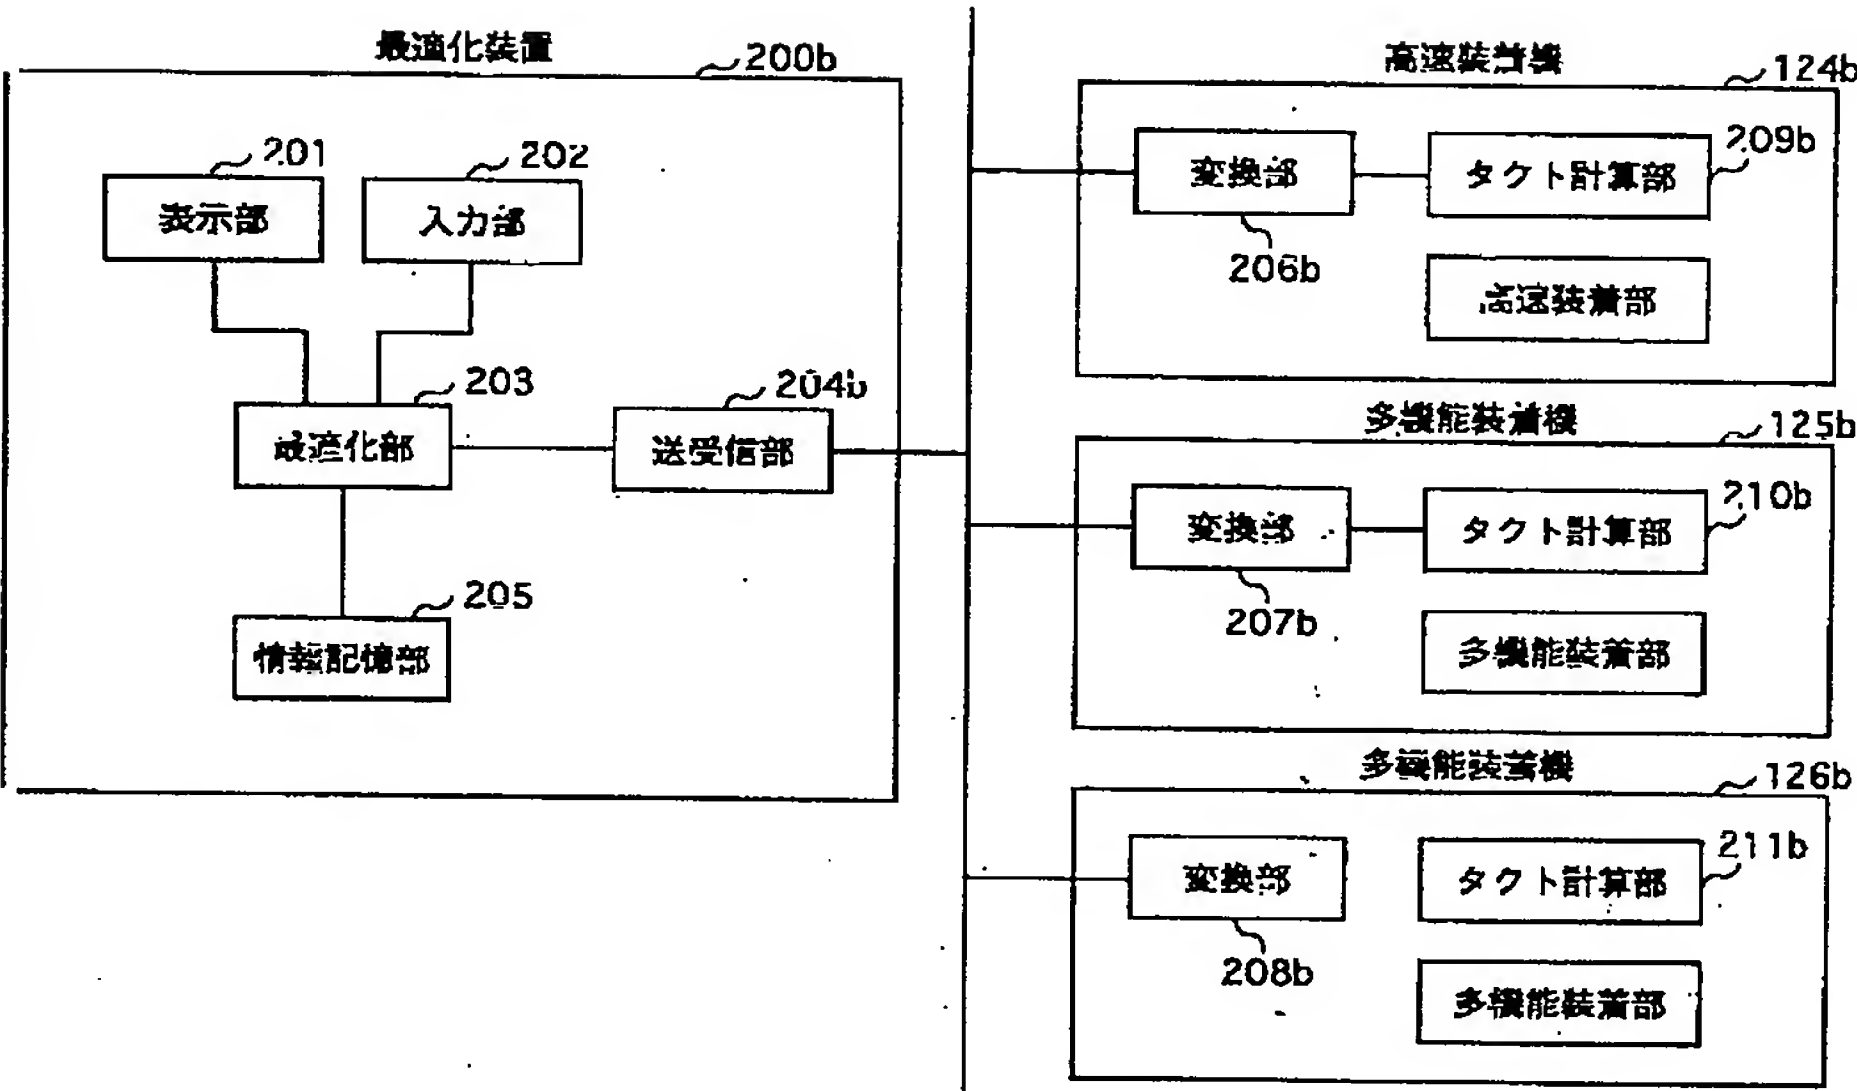 最適化装置
200b
201
表示部
202
入力部
203
最適化部
204b
送受信部
205
情報記憶部
高速装着機
124b
変換部
206b
タクト計算部
209b
高速装着部
多機能装着機
125b
変換部
207b
タクト計算部
210b
多機能装着部
多機能装着機
126b
変換部
208b
タクト計算部
211b
多機能装着部